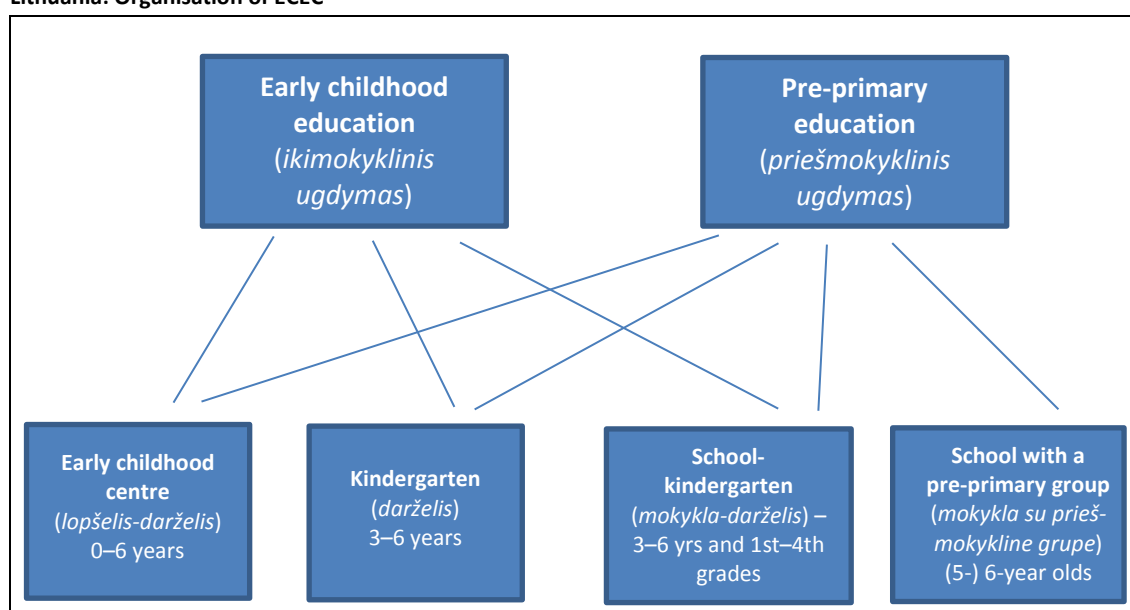 Lithuania: Organisation of ECEC
Early childhood
education
(ikimokyklinis
ugdymas)
Pre-primary
education
(priešmokyklinis
ugdymas)
Early childhood
centre
(lopšelis-darželis)
0–6 years
Kindergarten
(darželis)
3–6 years
School-
kindergarten
(mokykla-darželis) –
3–6 yrs and 1st–4th
grades
School with a
pre-primary group
(mokykla su prieš-
mokykline grupe)
(5-) 6-year olds